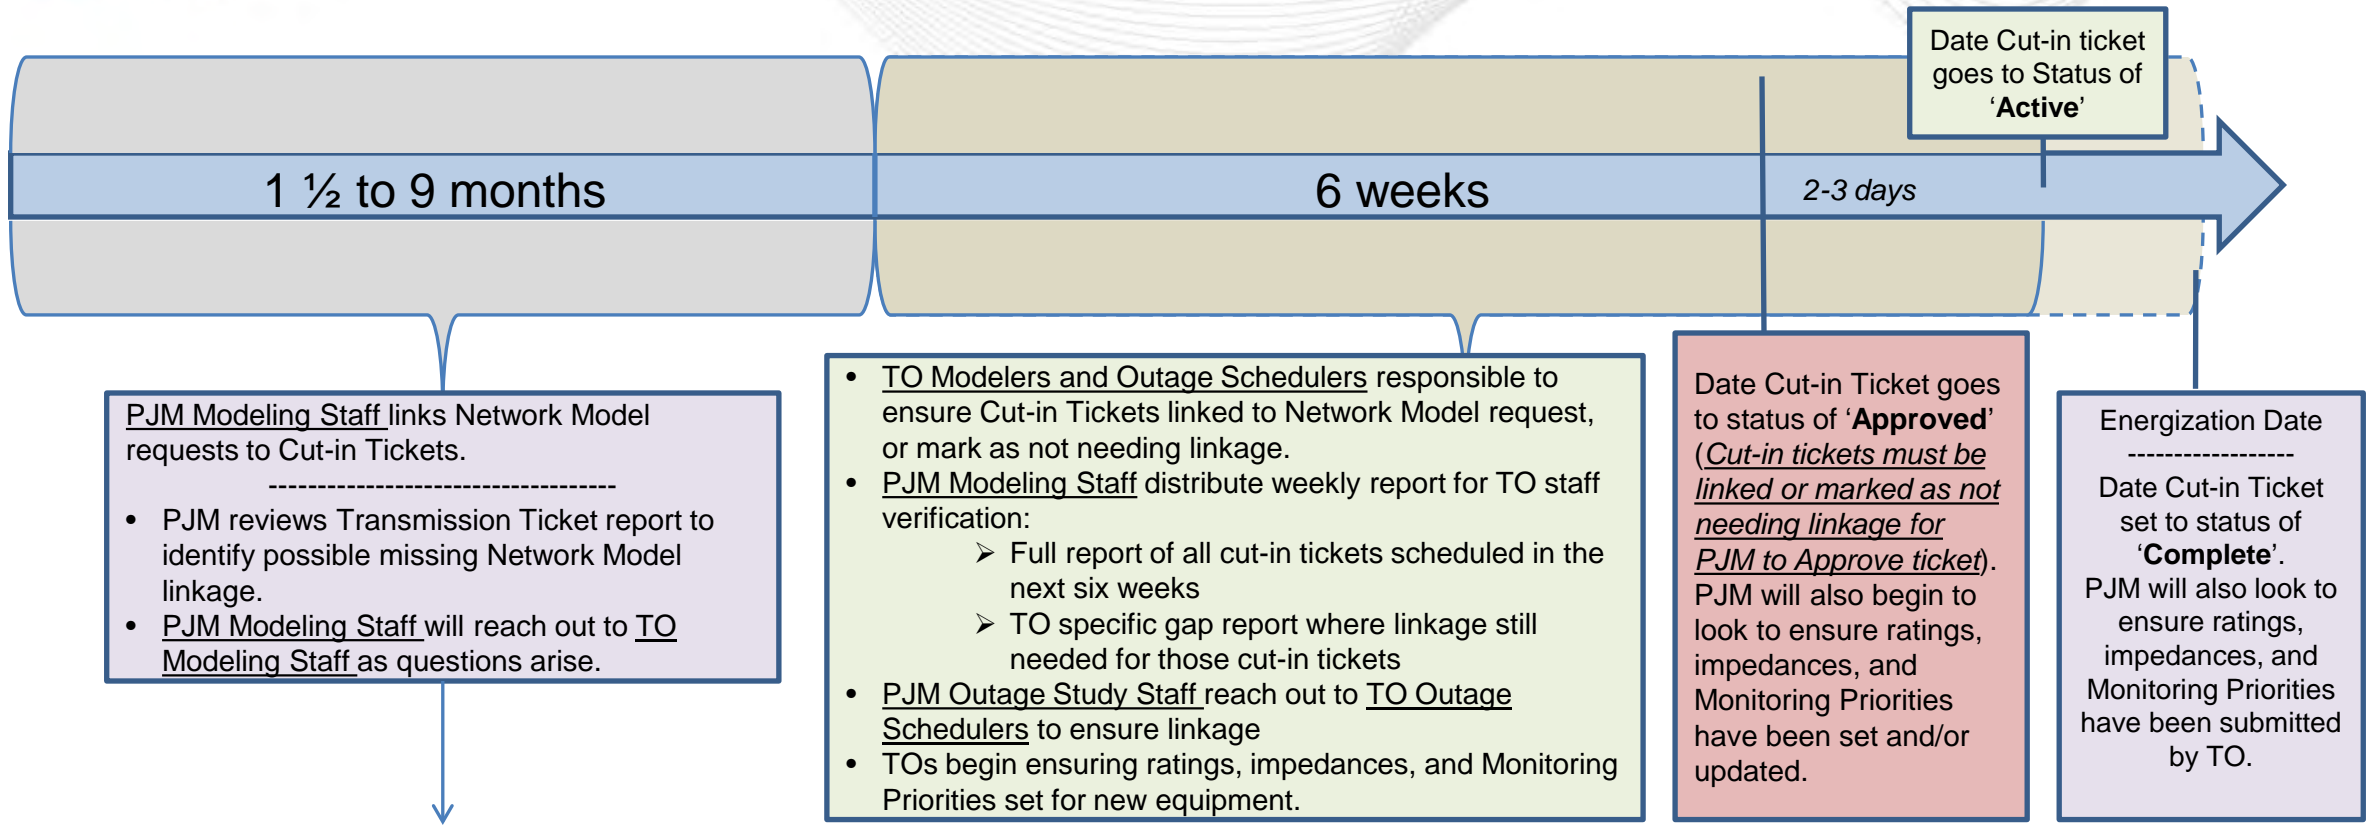 Date Cut-in ticket
goes to Status of
‘Active’
1 ½ to 9 months
6 weeks
2-3 days
PJM Modeling Staff links Network Model
requests to Cut-in Tickets.
-----------------------------------
• PJM reviews Transmission Ticket report to
identify possible missing Network Model
linkage.
• PJM Modeling Staff will reach out to TO
Modeling Staff as questions arise.
• TO Modelers and Outage Schedulers responsible to
ensure Cut-in Tickets linked to Network Model request,
or mark as not needing linkage.
• PJM Modeling Staff distribute weekly report for TO staff
verification:
➢ Full report of all cut-in tickets scheduled in the
next six weeks
➢ TO specific gap report where linkage still
needed for those cut-in tickets
• PJM Outage Study Staff reach out to TO Outage
Schedulers to ensure linkage
• TOs begin ensuring ratings, impedances, and Monitoring
Priorities set for new equipment.
Date Cut-in Ticket goes
to status of ‘Approved’
(Cut-in tickets must be
linked or marked as not
needing linkage for
PJM to Approve ticket).
PJM will also begin to
look to ensure ratings,
impedances, and
Monitoring Priorities
have been set and/or
updated.
Energization Date
------------------
Date Cut-in Ticket
set to status of
‘Complete’.
PJM will also look to
ensure ratings,
impedances, and
Monitoring Priorities
have been submitted
by TO.